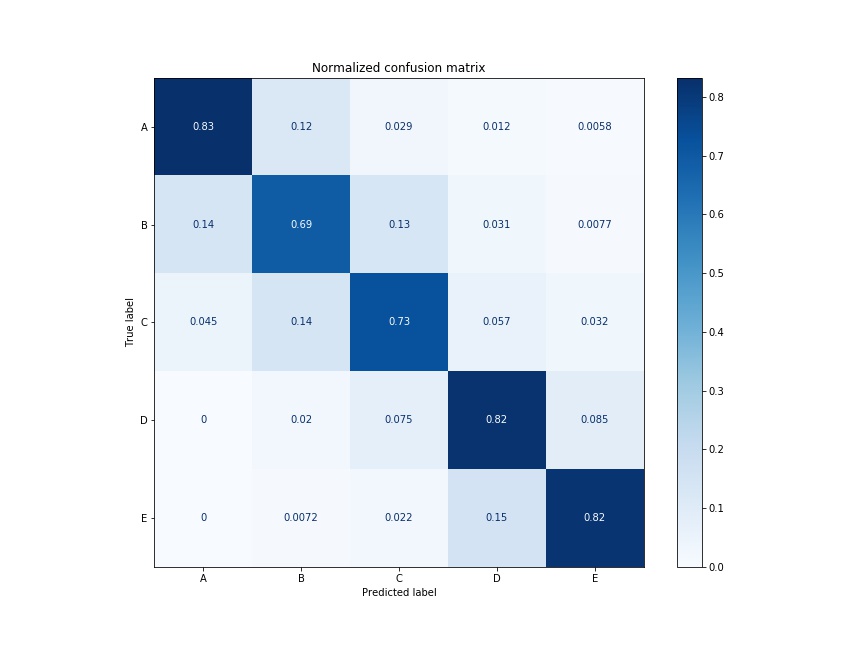 Normalized confusion matrix
A 0.83 0.12 0.029 0.012 0.0058
B 0.14 0.69 0.13 0.031 0.0077
C 0.045 0.14 0.73 0.057 0.032
D 0 0.02 0.075 0.82 0.085
E 0 0.0072 0.022 0.15 0.82
A B C D E
Predicted label
True label
0.8
0.7
0.6
0.5
0.4
0.3
0.2
0.1
0.0